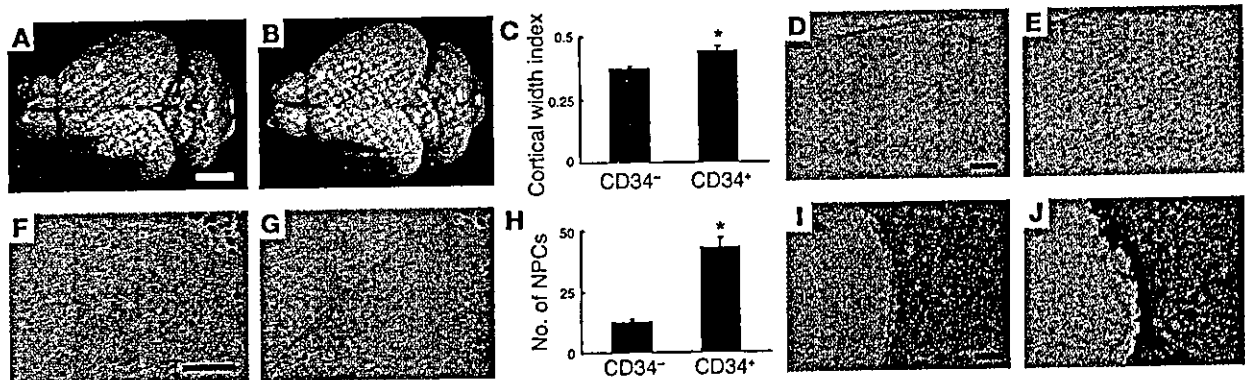 A
B
C
Cortical width index
0.5
0.25
0
CD34⁻
CD34⁺
*
D
E
F
G
H
No. of NPCs
50
25
0
CD34⁻
CD34⁺
*
I
J